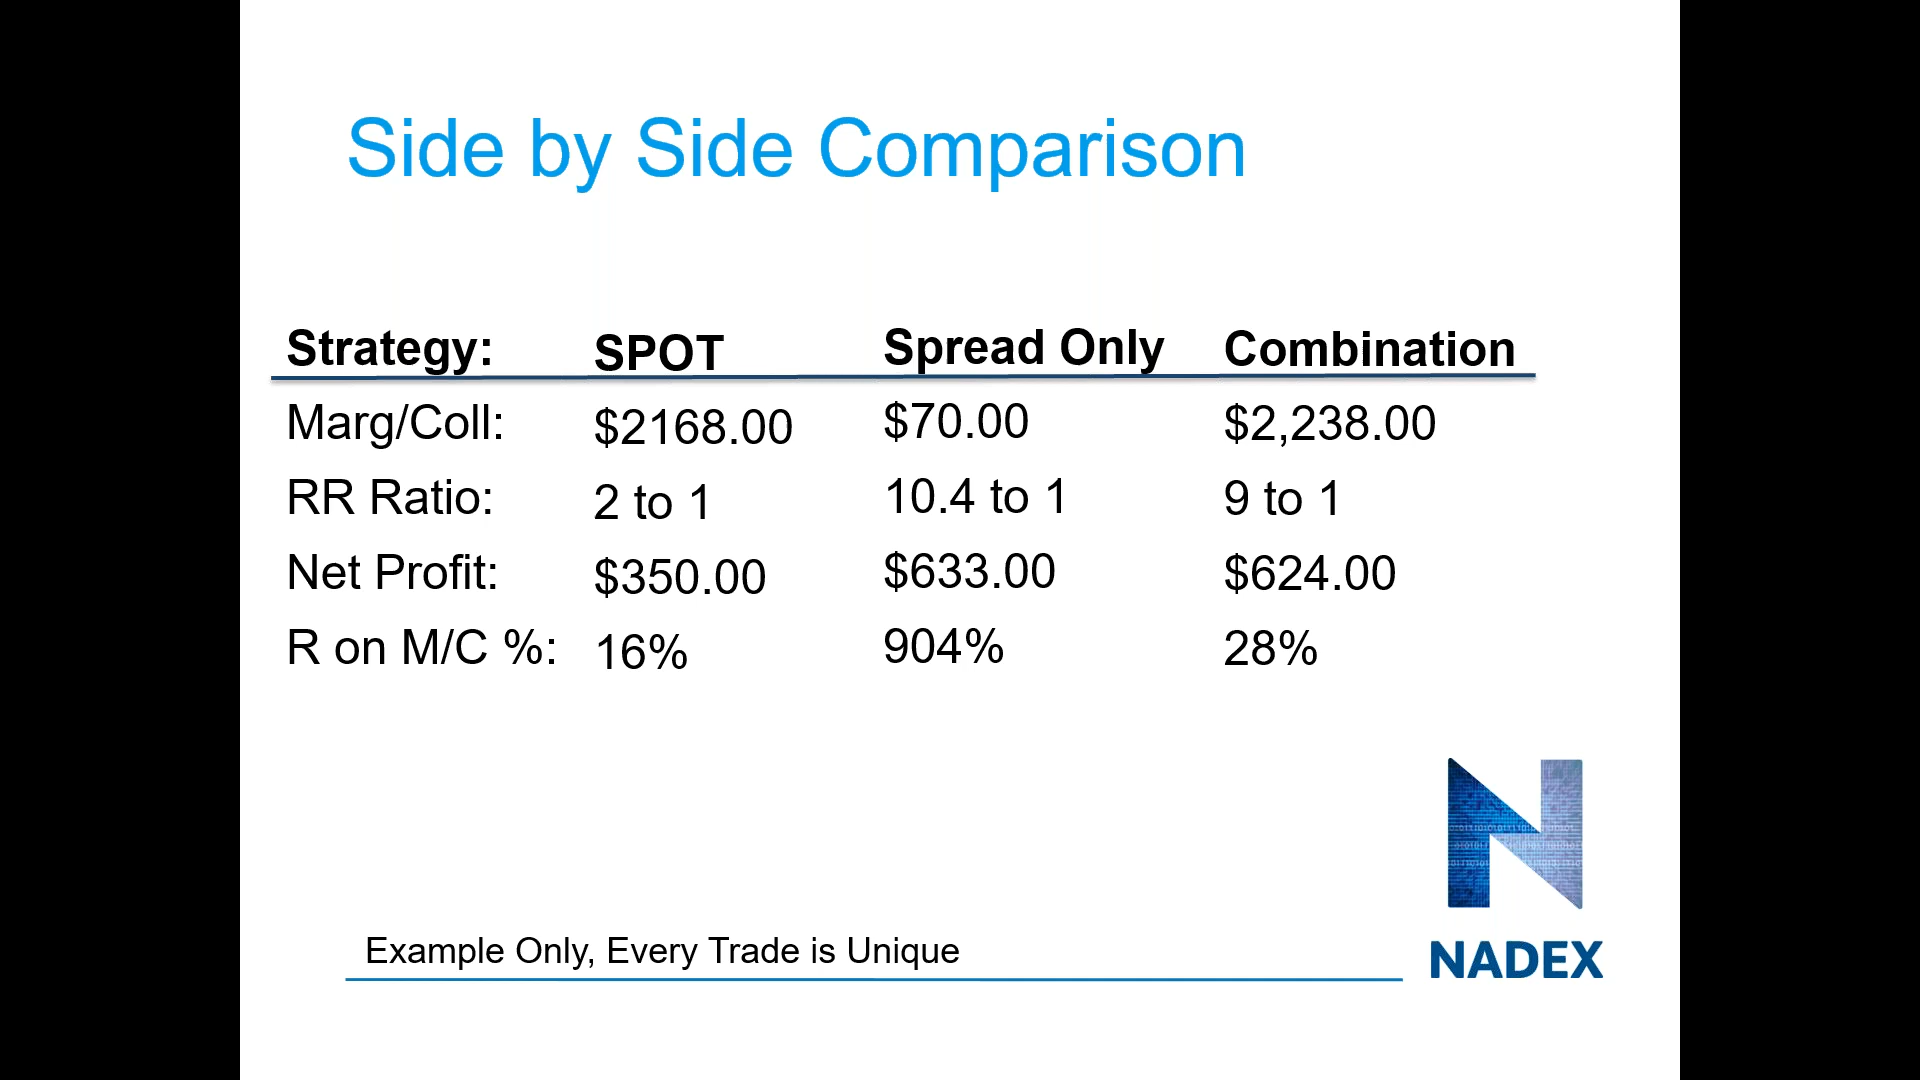 Side by Side Comparison
Strategy: SPOT Spread Only Combination
Marg/Coll: $2168.00 $70.00 $2,238.00
RR Ratio: 2 to 1 10.4 to 1 9 to 1
Net Profit: $350.00 $633.00 $624.00
R on M/C %: 16% 904% 28%
Example Only, Every Trade is Unique
NADEX